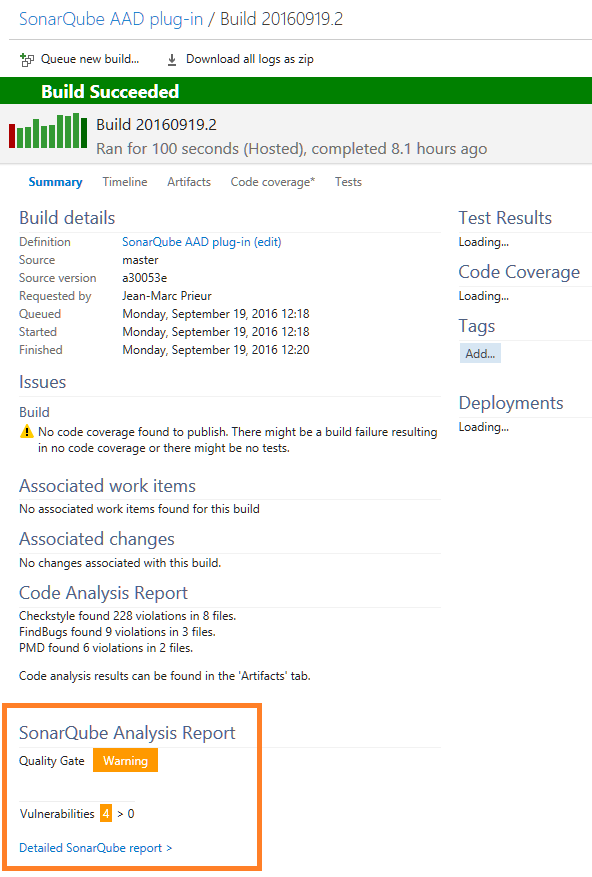 SonarQube AAD plug-in / Build 20160919.2
Queue new build... Download all logs as zip
Build Succeeded
Build 20160919.2
Ran for 100 seconds (Hosted), completed 8.1 hours ago
Summary Timeline Artifacts Code coverage* Tests
Build details
Definition SonarQube AAD plug-in (edit)
Source master
Source version a30053e
Requested by Jean-Marc Prieur
Queued Monday, September 19, 2016 12:18
Started Monday, September 19, 2016 12:18
Finished Monday, September 19, 2016 12:20
Issues
Build
No code coverage found to publish. There might be a build failure resulting
in no code coverage or there might be no tests.
Associated work items
No associated work items found for this build
Associated changes
No changes associated with this build.
Code Analysis Report
Checkstyle found 228 violations in 8 files.
FindBugs found 9 violations in 3 files.
PMD found 6 violations in 2 files.
Code analysis results can be found in the 'Artifacts' tab.
SonarQube Analysis Report
Quality Gate Warning
Vulnerabilities 4 > 0
Detailed SonarQube report >
Test Results
Loading...
Code Coverage
Loading...
Tags
Add...
Deployments
Loading...